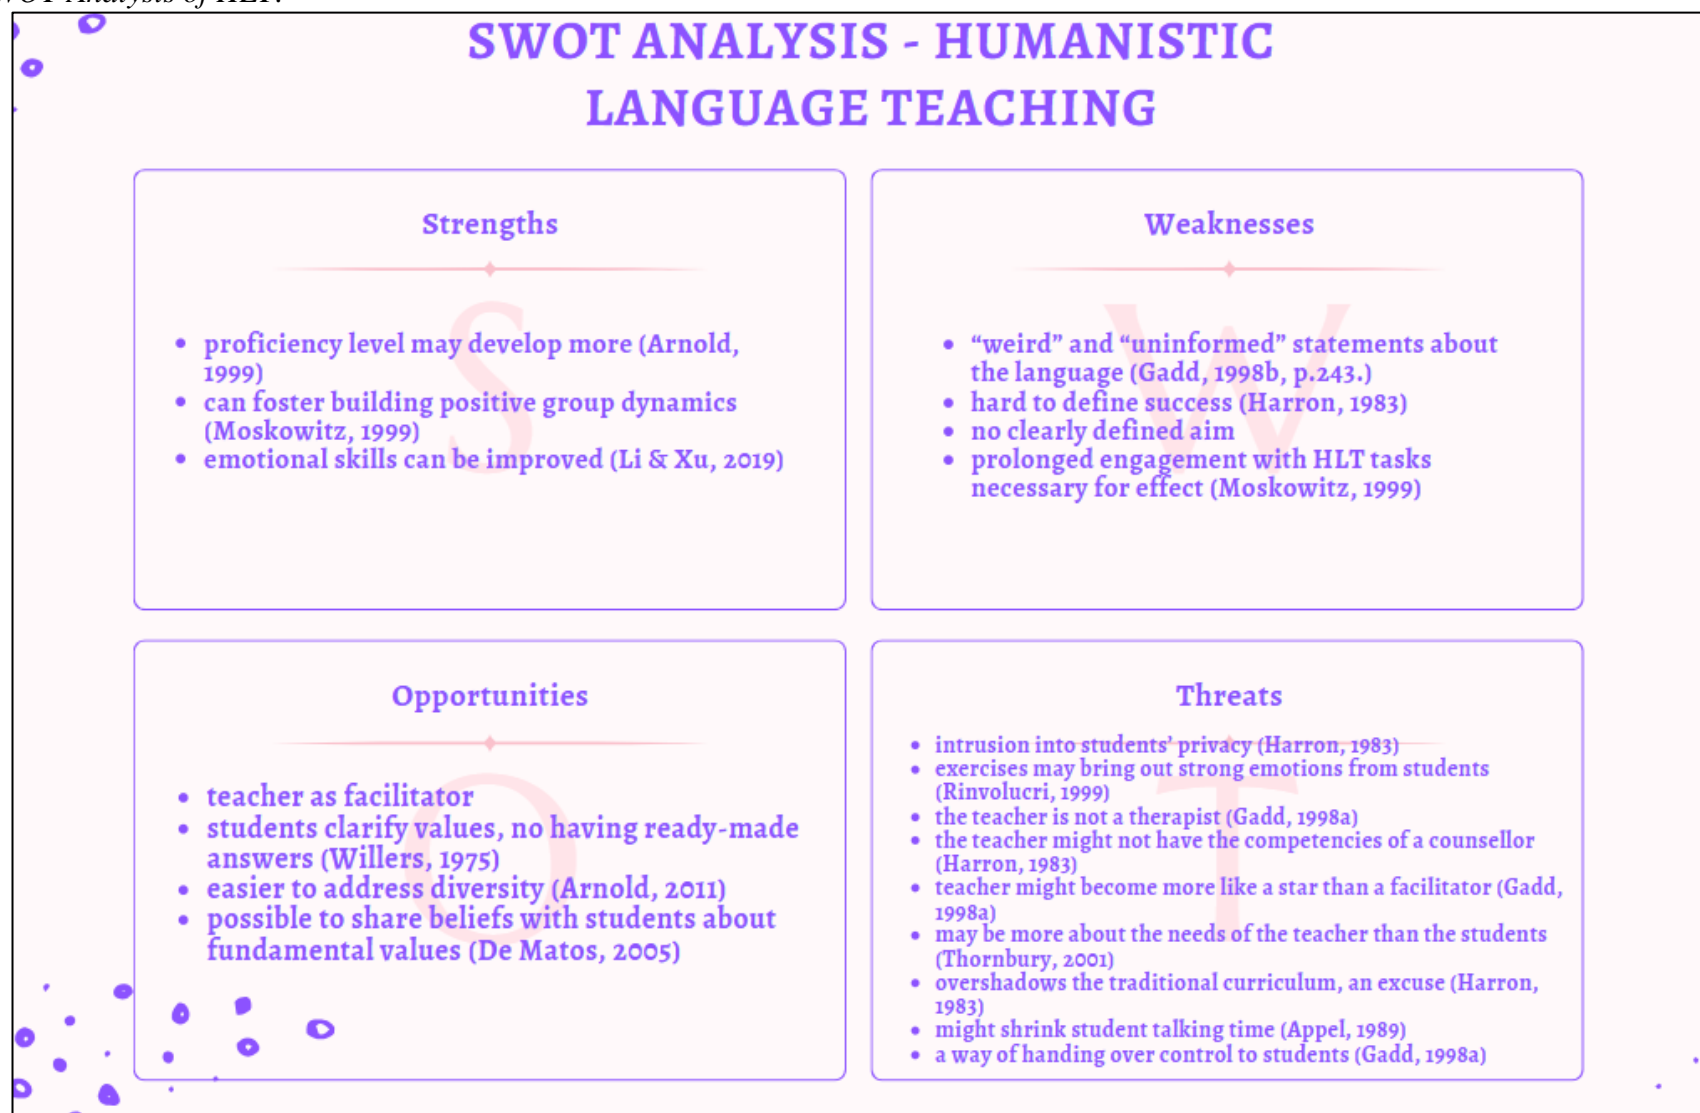 Analysis of HLT.
SWOT ANALYSIS - HUMANISTIC
LANGUAGE TEACHING
Strengths
S
• proficiency level may develop more (Arnold,
1999)
• can foster building positive group dynamics
(Moskowitz, 1999)
• emotional skills can be improved (Li & Xu, 2019)
Weaknesses
W
• “weird” and “uninformed” statements about
the language (Gadd, 1998b, p.243.)
• hard to define success (Harron, 1983)
• no clearly defined aim
• prolonged engagement with HLT tasks
necessary for effect (Moskowitz, 1999)
Opportunities
O
• teacher as facilitator
• students clarify values, no having ready-made
answers (Willers, 1975)
• easier to address diversity (Arnold, 2011)
• possible to share beliefs with students about
fundamental values (De Matos, 2005)
Threats
T
• intrusion into students’ privacy (Harron, 1983)
• exercises may bring out strong emotions from students
(Rinvolucri, 1999)
• the teacher is not a therapist (Gadd, 1998a)
• the teacher might not have the competencies of a counsellor
(Harron, 1983)
• teacher might become more like a star than a facilitator (Gadd,
1998a)
• may be more about the needs of the teacher than the students
(Thornbury, 2001)
• overshadows the traditional curriculum, an excuse (Harron,
1983)
• might shrink student talking time (Appel, 1989)
• a way of handing over control to students (Gadd, 1998a)